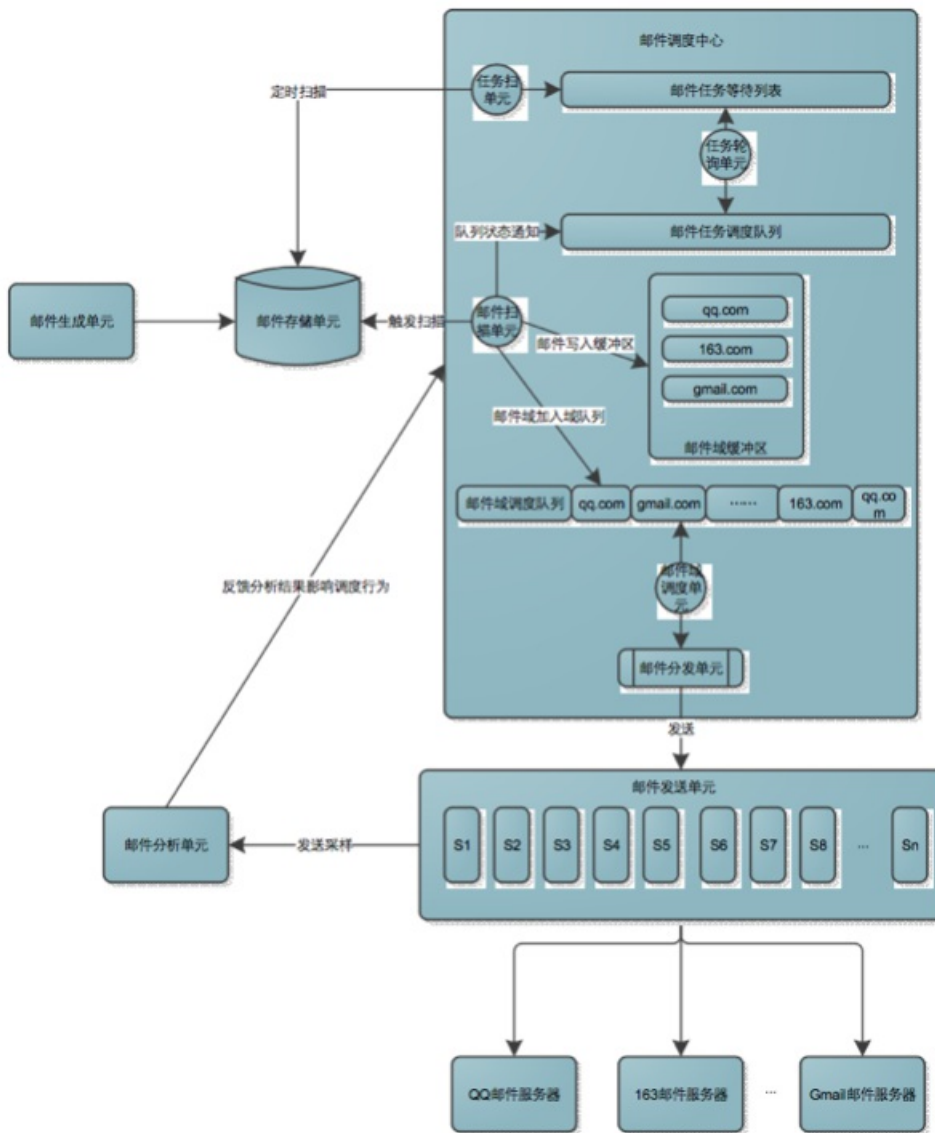 邮件调度中心
任务扫
单元
邮件任务等待列表
定时扫描
任务轮
询单元
队列状态通知
邮件任务调度队列
邮件生成单元
邮件存储单元
触发扫描
邮件扫
描单元
邮件写入缓冲区
qq.com
163.com
gmail.com
邮件域缓冲区
邮件域加入域队列
邮件域调度队列
qq.com
gmail.com
……
163.com
qq.co
m
邮件域
调度单
元
反馈分析结果影响调度行为
邮件分发单元
发送
邮件发送单元
S1
S2
S3
S4
S5
S6
S7
S8
...
Sn
邮件分析单元
发送采样
QQ邮件服务器
163邮件服务器
...
Gmail邮件服务器